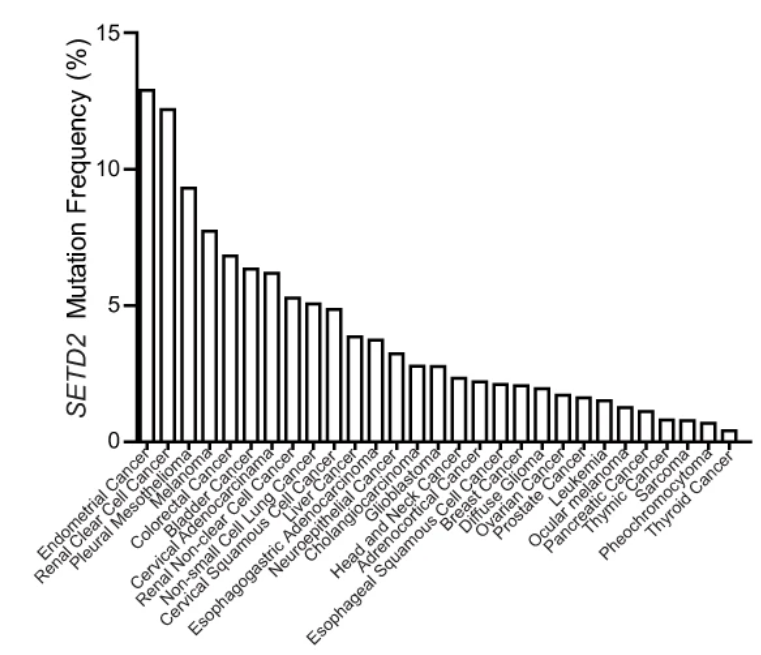 SETD2 Mutation Frequency (%)
15
10
5
0
Endometrial Cancer
Renal Clear Cell Cancer
Pleural Mesothelioma
Melanoma
Colorectal Cancer
Bladder Cancer
Cervical Adenocarcinoma
Renal Non-clear Cell Cancer
Non-small Cell Lung Cancer
Cervical Squamous Cell Cancer
Liver Cancer
Esophagogastric Adenocarcinoma
Neuroepithelial Cancer
Cholangiocarcinoma
Glioblastoma
Head and Neck Cancer
Adrenocortical Cancer
Esophageal Squamous Cell Cancer
Breast Cancer
Diffuse Glioma
Ovarian Cancer
Prostate Cancer
Leukemia
Ocular melanoma
Pancreatic Cancer
Thymic Cancer
Sarcoma
Pheochromocytoma
Thyroid Cancer